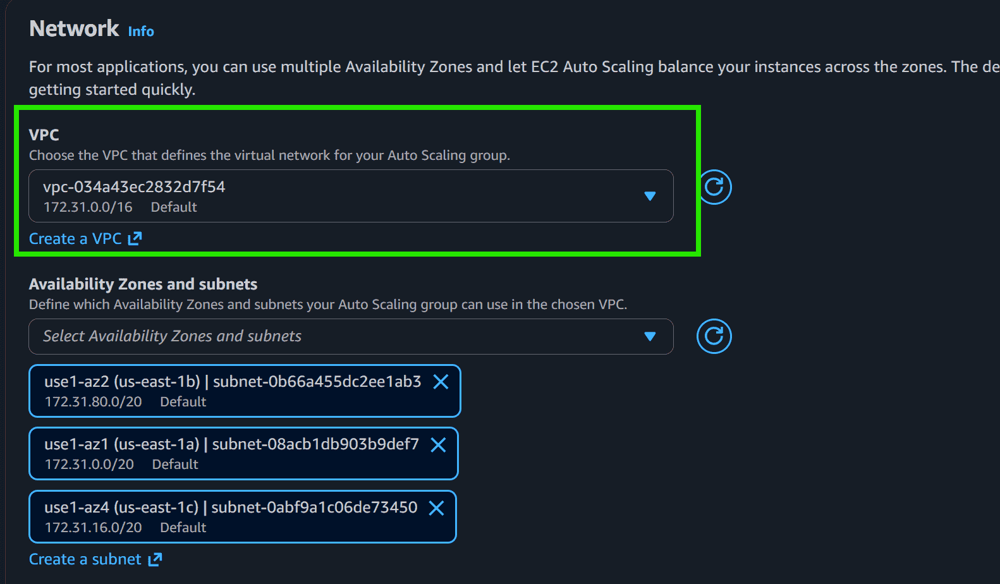 Network Info
For most applications, you can use multiple Availability Zones and let EC2 Auto Scaling balance your instances across the zones. The de
getting started quickly.
VPC
Choose the VPC that defines the virtual network for your Auto Scaling group.
vpc-034a43ec2832d7f54
172.31.0.0/16 Default
Create a VPC
Availability Zones and subnets
Define which Availability Zones and subnets your Auto Scaling group can use in the chosen VPC.
Select Availability Zones and subnets
use1-az2 (us-east-1b) | subnet-0b66a455dc2ee1ab3
172.31.80.0/20 Default
use1-az1 (us-east-1a) | subnet-08acb1db903b9def7
172.31.0.0/20 Default
use1-az4 (us-east-1c) | subnet-0abf9a1c06de73450
172.31.16.0/20 Default
Create a subnet